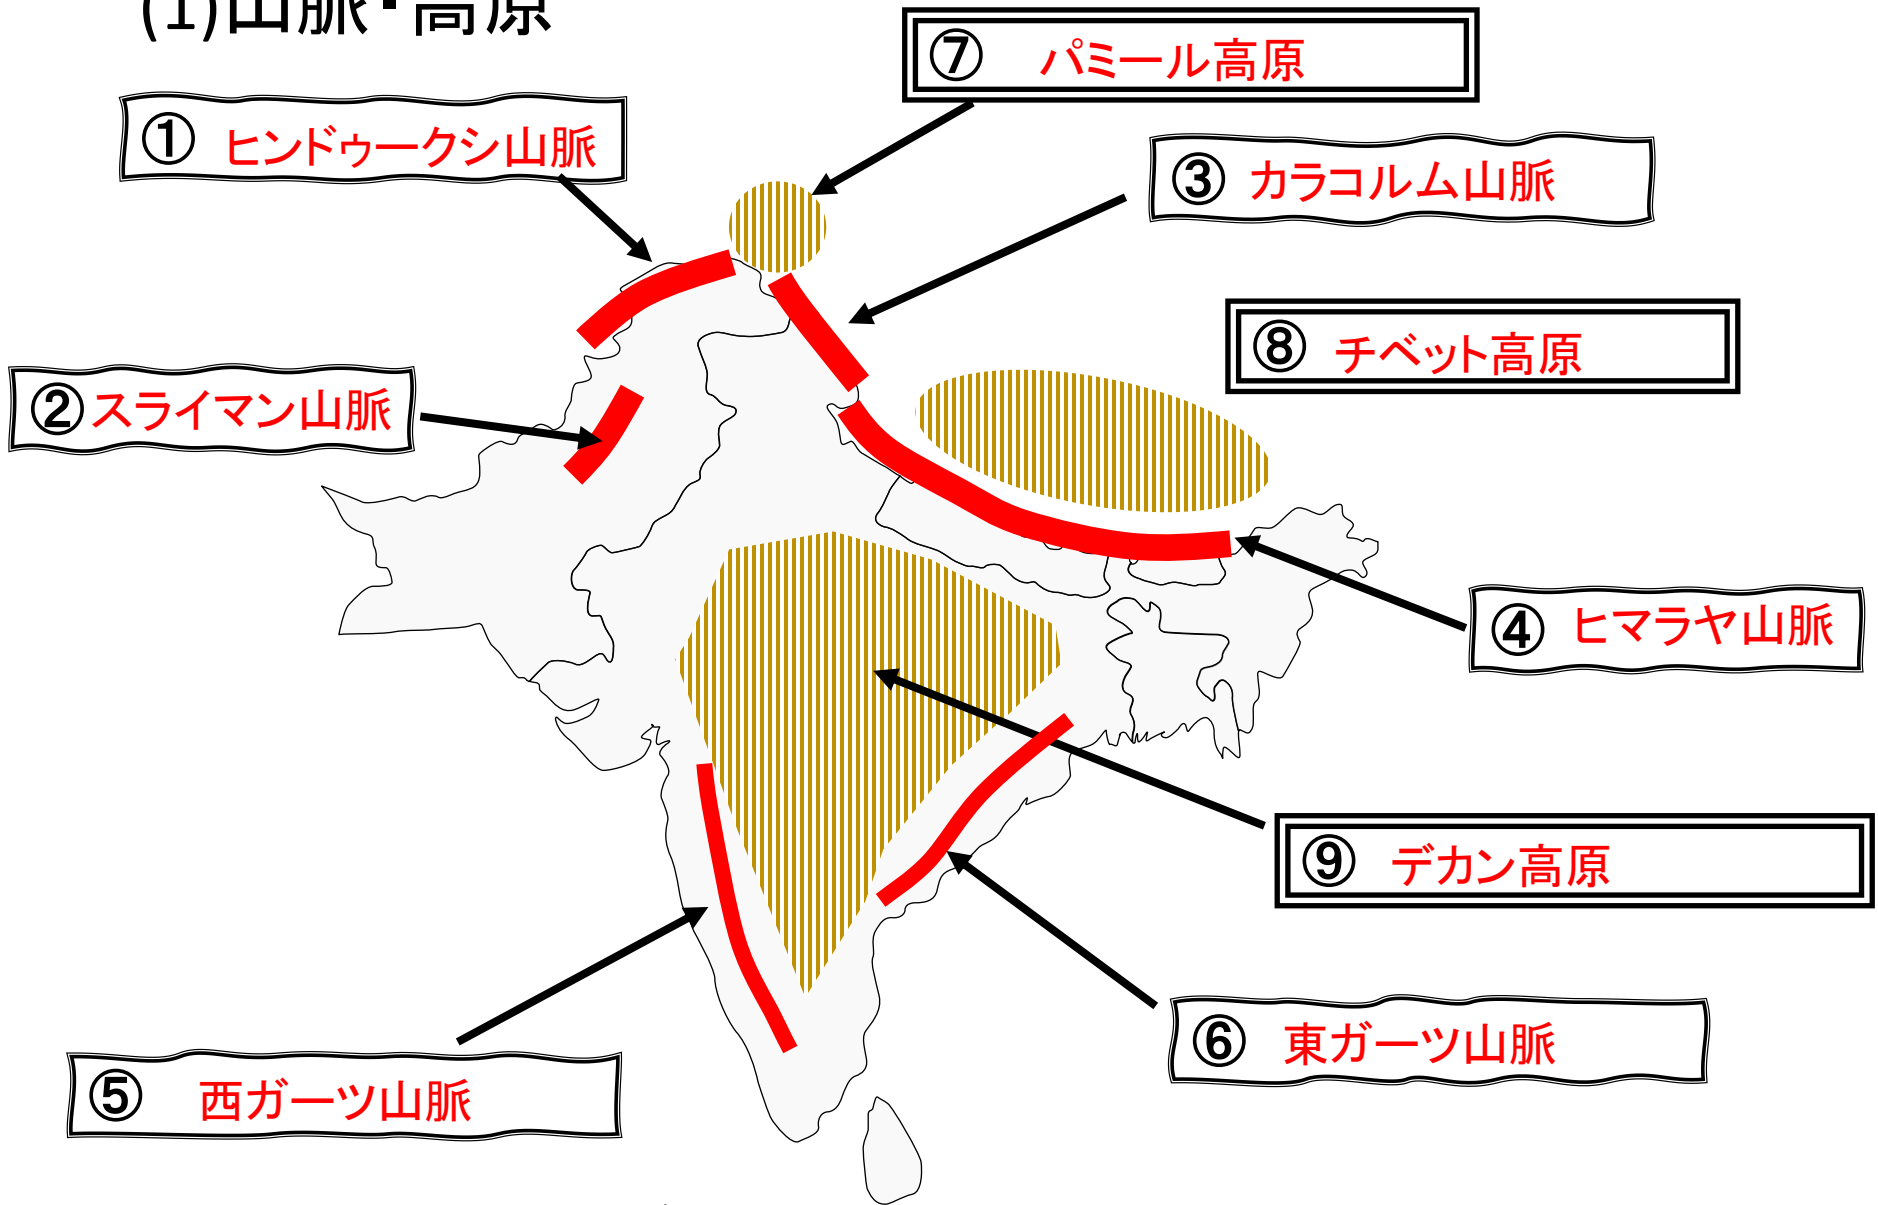 (1)山脈・高原
⑦ パミール高原
① ヒンドゥークシ山脈
③ カラコルム山脈
⑧ チベット高原
②スライマン山脈
④ ヒマラヤ山脈
⑨ デカン高原
⑥ 東ガーツ山脈
⑤ 西ガーツ山脈